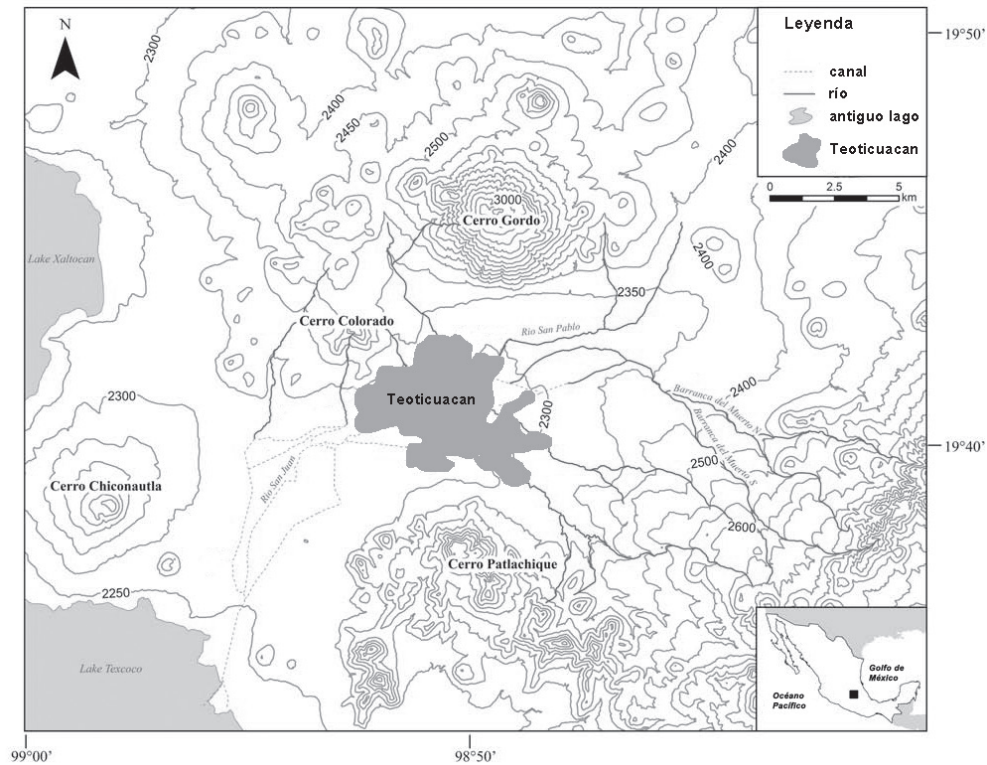 N
2300
2400
2450
2500
2400
Leyenda
canal
río
antiguo lago
Teoticuacan
0 2.5 5
km
19°50'
3000
Cerro Gordo
2400
Lake Xaltocan
2350
Cerro Colorado
Rio San Pablo
2300
Teoticuacan
2300
2400
Barranca del Muerto N
Barranca del Muerto S
19°40'
2500
Rio San Juan
Cerro Chiconautla
2600
Cerro Patlachique
2250
Lake Texcoco
Golfo de
México
Océano
Pacífico
99°00'
98°50'